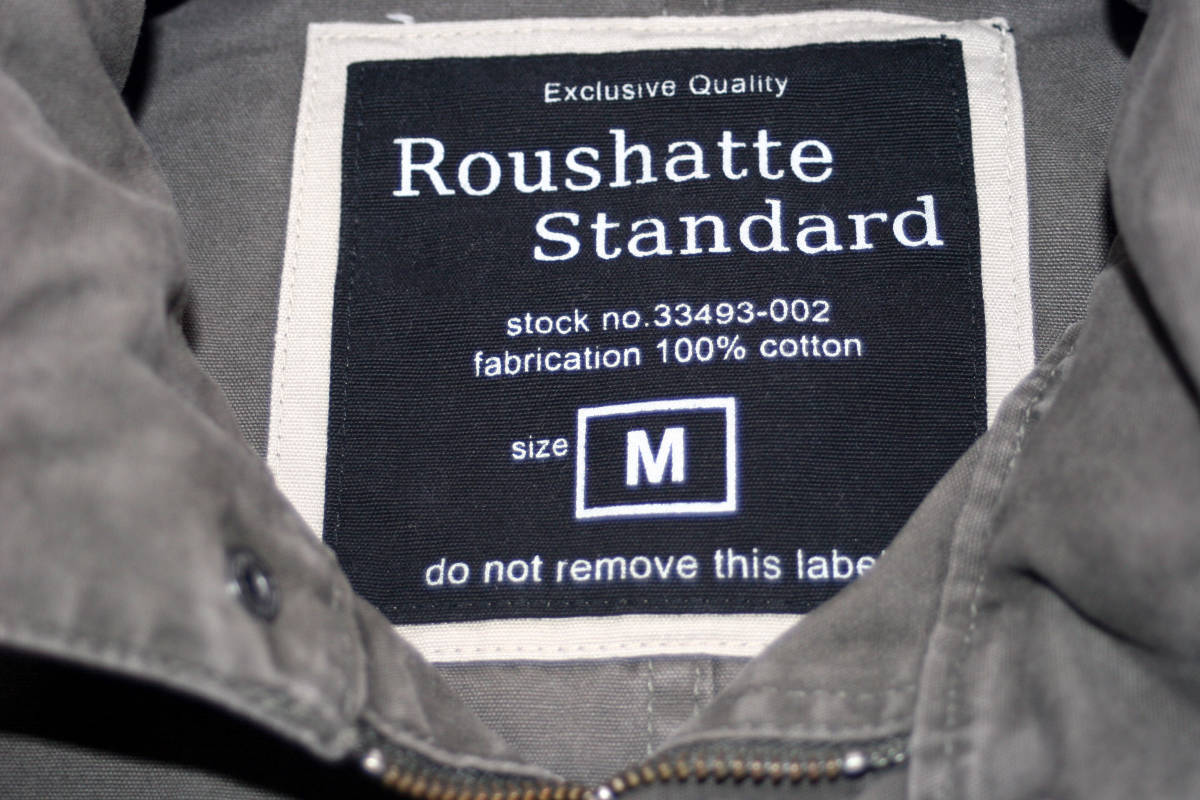 Exclusive Quality
Roushatte
Standard
stock no.33493-002
fabrication 100% cotton
size M
do not remove this label